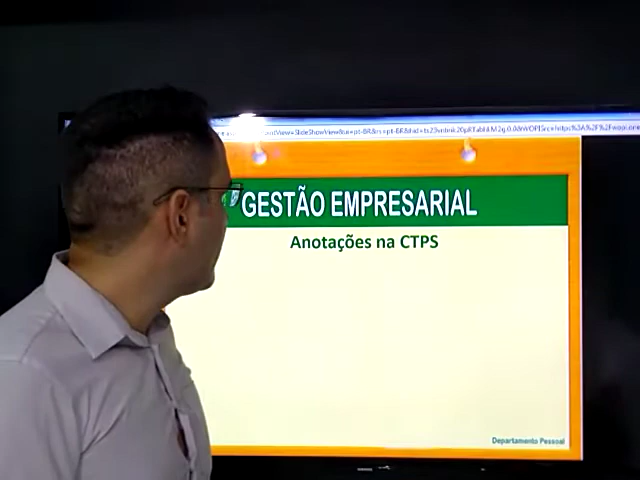 GESTÃO EMPRESARIAL
Anotações na CTPS
Departamento Pessoal